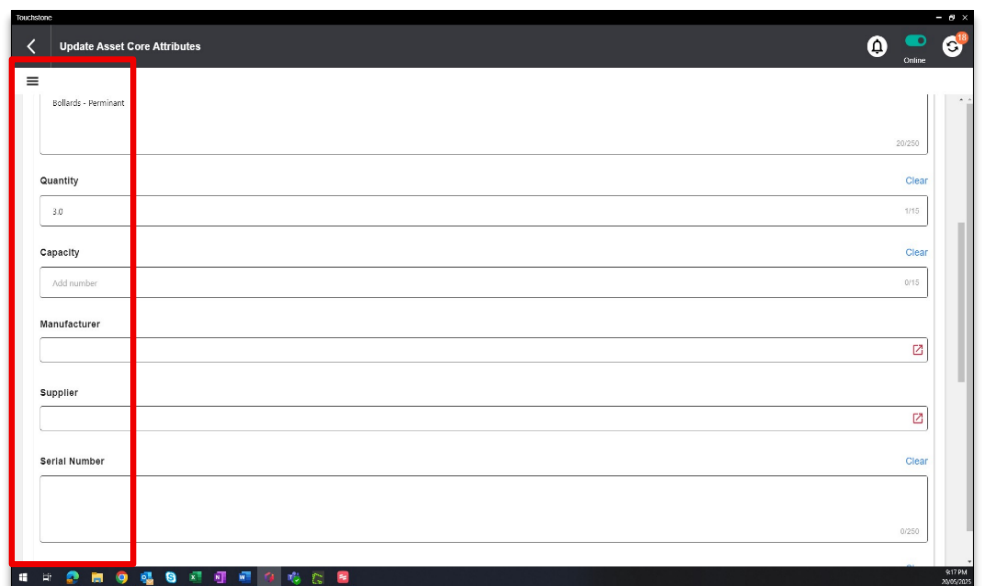 Touchstone
Update Asset Core Attributes
18
Online
Bollards - Perminant
20/250
Quantity
Clear
3.0
1/15
Capacity
Clear
Add number
0/15
Manufacturer
Supplier
Serial Number
Clear
0/250
9:17 PM
20/05/2025